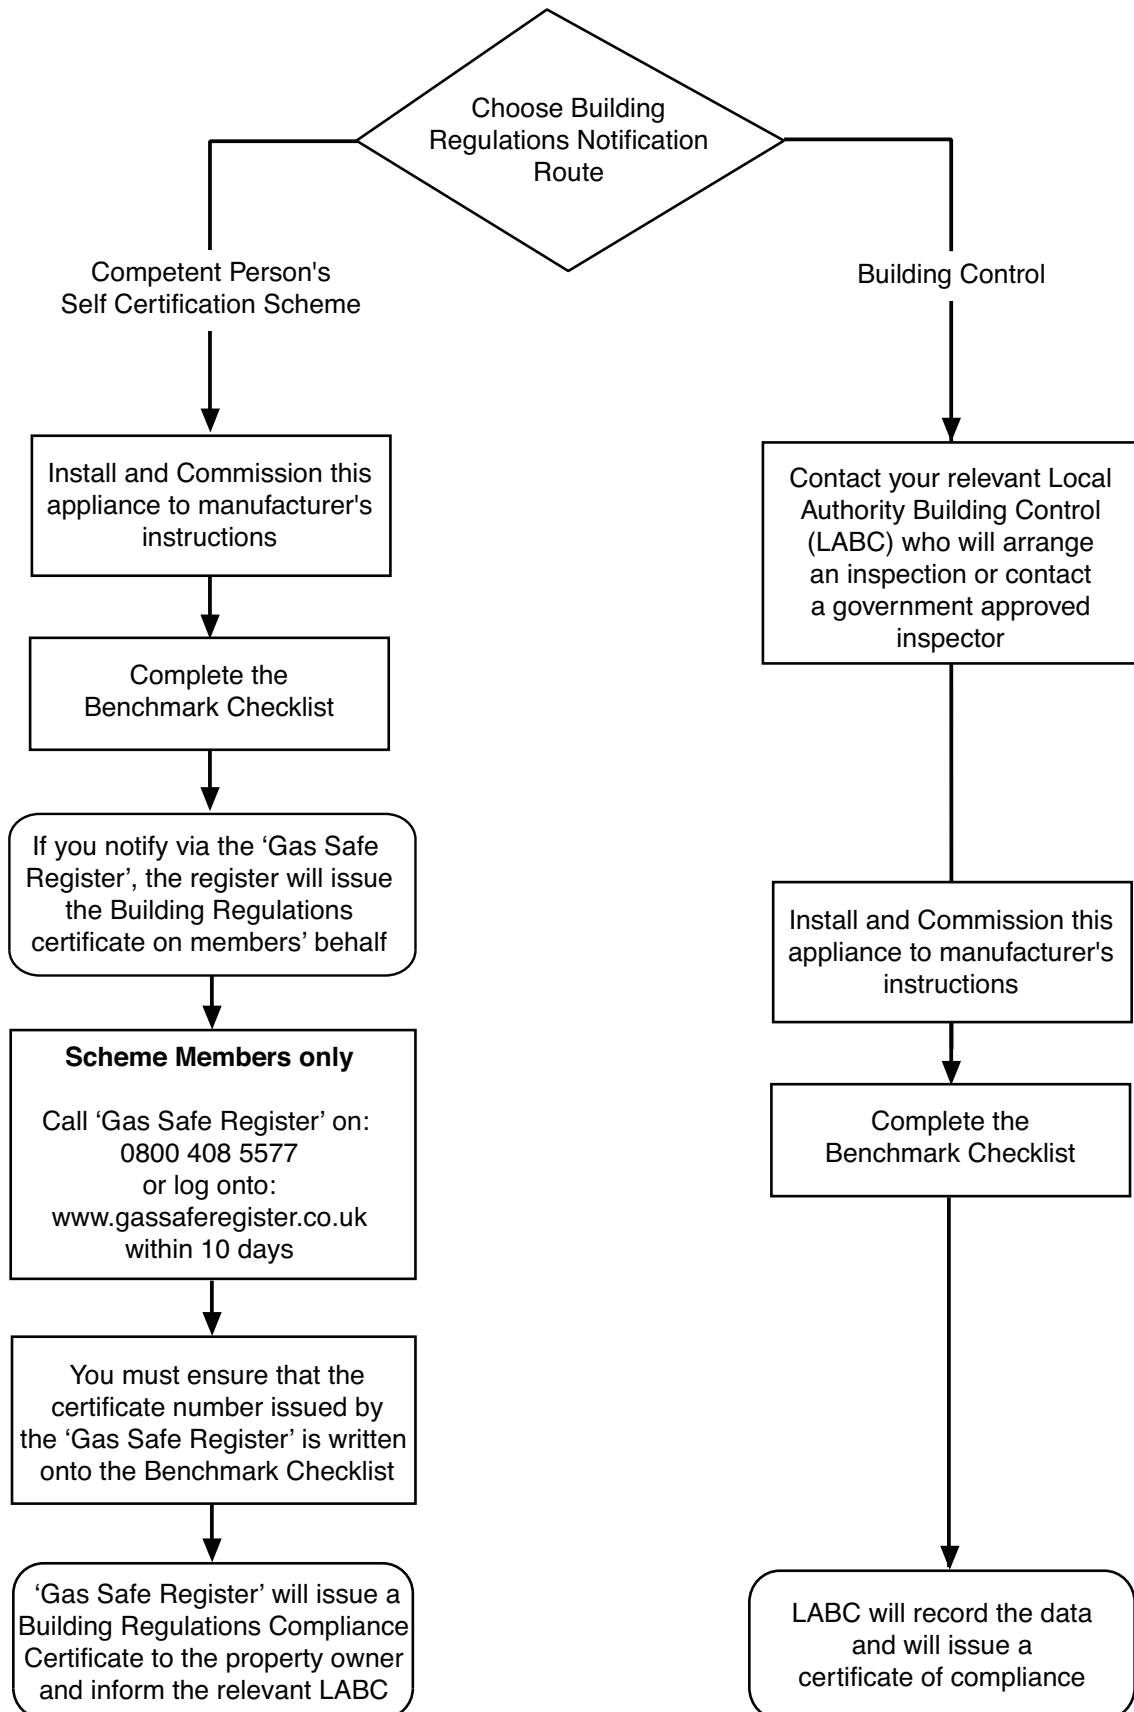 Choose Building
Regulations Notification
Route
Competent Person's
Self Certification Scheme
Building Control
Install and Commission this
appliance to manufacturer's
instructions
Complete the
Benchmark Checklist
If you notify via the ‘Gas Safe
Register’, the register will issue
the Building Regulations
certificate on members’ behalf
Scheme Members only
Call ‘Gas Safe Register’ on:
0800 408 5577
or log onto:
www.gassaferegister.co.uk
within 10 days
You must ensure that the
certificate number issued by
the ‘Gas Safe Register’ is written
onto the Benchmark Checklist
‘Gas Safe Register’ will issue a
Building Regulations Compliance
Certificate to the property owner
and inform the relevant LABC
Contact your relevant Local
Authority Building Control
(LABC) who will arrange
an inspection or contact
a government approved
inspector
Install and Commission this
appliance to manufacturer's
instructions
Complete the
Benchmark Checklist
LABC will record the data
and will issue a
certificate of compliance